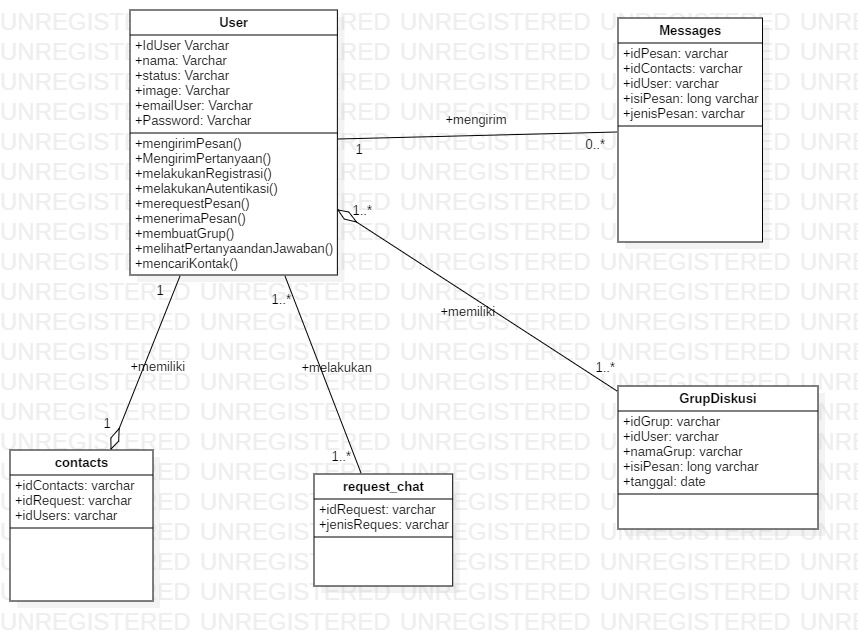 User
+IdUser Varchar
+nama: Varchar
+status: Varchar
+image: Varchar
+emailUser: Varchar
+Password: Varchar
+mengirimPesan()
+MengirimPertanyaan()
+melakukanRegistrasi()
+melakukanAutentikasi()
+merequestPesan()
+menerimaPesan()
+membuatGrup()
+melihatPertanyaandanJawaban()
+mencariKontak()
Messages
+idPesan: varchar
+idContacts: varchar
+idUser: varchar
+isiPesan: long varchar
+jenisPesan: varchar
+mengirim
1
0..*
1..*
+memiliki
1..*
1
+memiliki
1
1..*
+melakukan
1..*
GrupDiskusi
+idGrup: varchar
+idUser: varchar
+namaGrup: varchar
+isiPesan: long varchar
+tanggal: date
contacts
+idContacts: varchar
+idRequest: varchar
+idUsers: varchar
request_chat
+idRequest: varchar
+jenisReques: varchar
UNREGISTERED